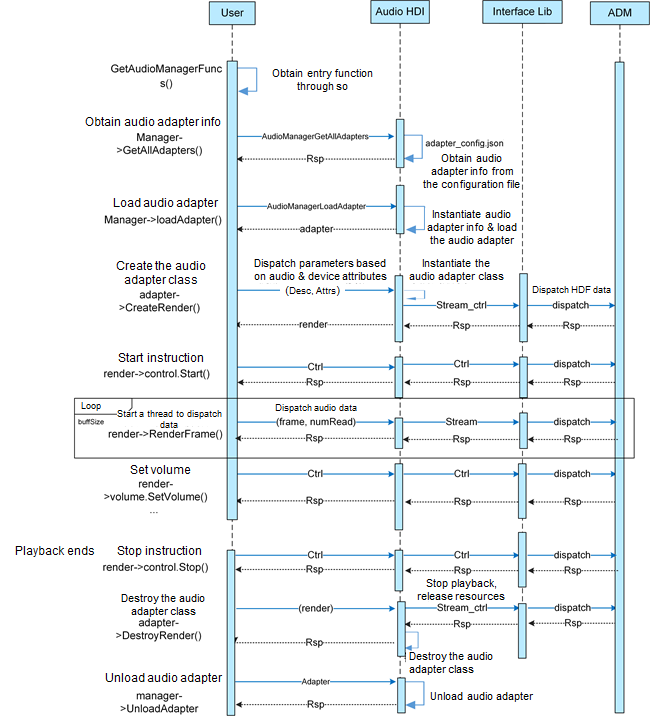 User
Audio HDI
Interface Lib
ADM
GetAudioManagerFun
cs()
Obtain entry function
through so
Obtain audio adapter info
Manager-
>GetAllAdapters()
AudioManagerGetAllAdapters
Rsp
adapter_config.json
Obtain audio
adapter info from
the configuration file
Load audio adapter
Manager->loadAdapter()
AudioManagerLoadAdapter
adapter
Instantiate audio
adapter info & load
the audio adapter
Create the audio
adapter class
adapter-
>CreateRender()
Dispatch parameters based
on audio & device attributes
(Desc, Attrs)
render
Instantiate the
audio adapter class
Stream_ctrl
Rsp
Dispatch HDF data
dispatch
Rsp
Start instruction
render->control.Start()
Ctrl
Rsp
Ctrl
Rsp
dispatch
Rsp
Loop
buffSize
Start a thread to dispatch
data
render->RenderFrame()
Dispatch audio data
(frame, numRead)
Rsp
Stream
Rsp
dispatch
Rsp
Set volume
render-
>volume.SetVolume()
...
Ctrl
Rsp
Ctrl
Rsp
dispatch
Rsp
Playback ends
Stop instruction
render->control.Stop()
Ctrl
Rsp
Ctrl
Rsp
dispatch
Rsp
Stop playback,
release resources
Destroy the audio
adapter class
adapter-
>DestroyRender()
(render)
Rsp
Stream_ctrl
Rsp
dispatch
Rsp
Destroy the audio
adapter class
Unload audio adapter
manager-
>UnloadAdapter
Adapter
Rsp
Unload audio adapter